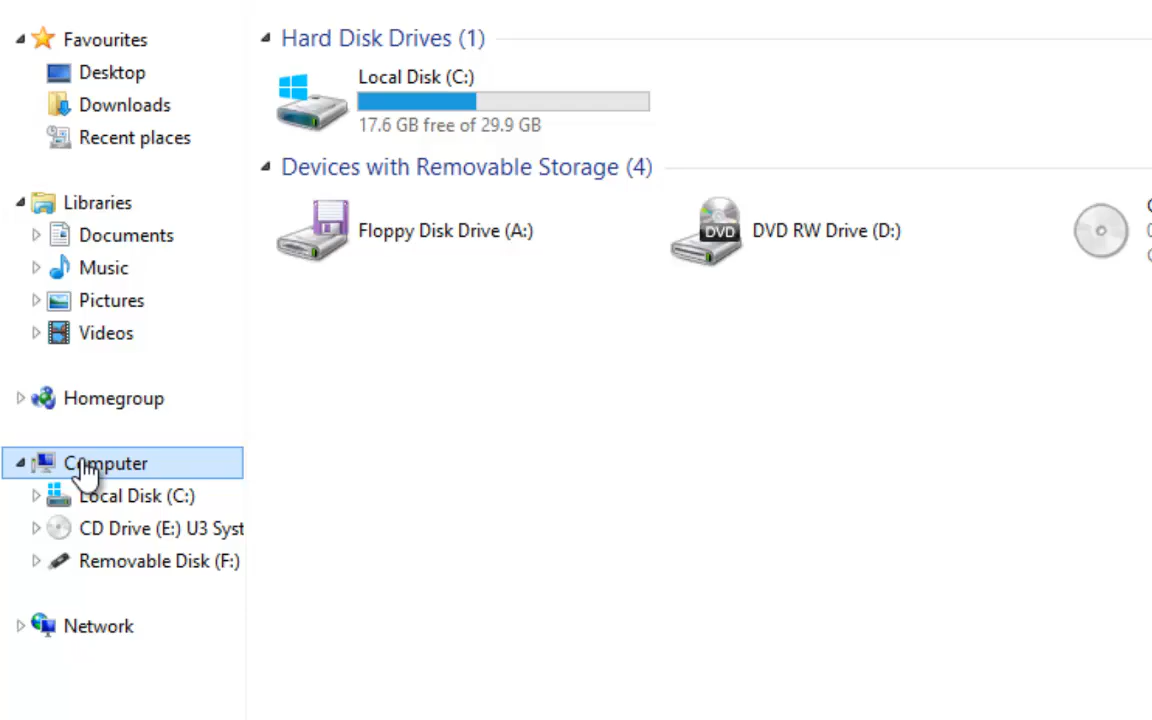 Favourites
Desktop
Downloads
Recent places
Libraries
Documents
Music
Pictures
Videos
Homegroup
Computer
Local Disk (C:)
CD Drive (E:) U3 Syst
Removable Disk (F:)
Network
Hard Disk Drives (1)
Local Disk (C:)
17.6 GB free of 29.9 GB
Devices with Removable Storage (4)
Floppy Disk Drive (A:)
DVD RW Drive (D:)
DVD